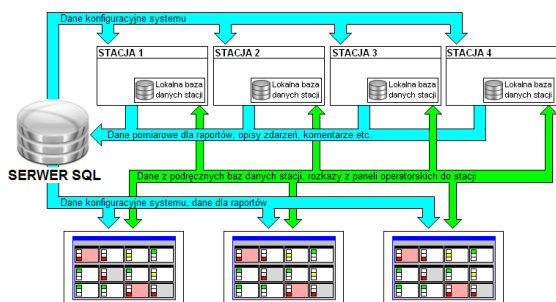 Dane konfiguracyjne systemu
STACJA 1
STACJA 2
STACJA 3
STACJA 4
Lokalna baza
danych stacji
Lokalna baza
danych stacji
Lokalna baza
danych stacji
Lokalna baza
danych stacji
Dane pomiarowe dla raportów, opisy zdarzeń, komentarze etc.
SERWER SQL
Dane z podręcznych baz danych stacji, rozkazy z paneli operatorskich do stacji
Dane konfiguracyjne systemu, dane dla raportów